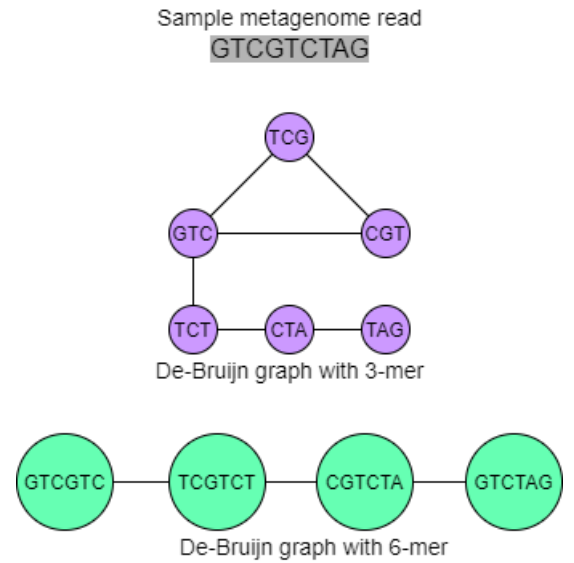 Sample metagenome read
GTCGTCTAG
TCG
GTC CGT
TCT CTA TAG
De-Bruijn graph with 3-mer
GTCGTC TCGTCT CGTCTA GTCTAG
De-Bruijn graph with 6-mer